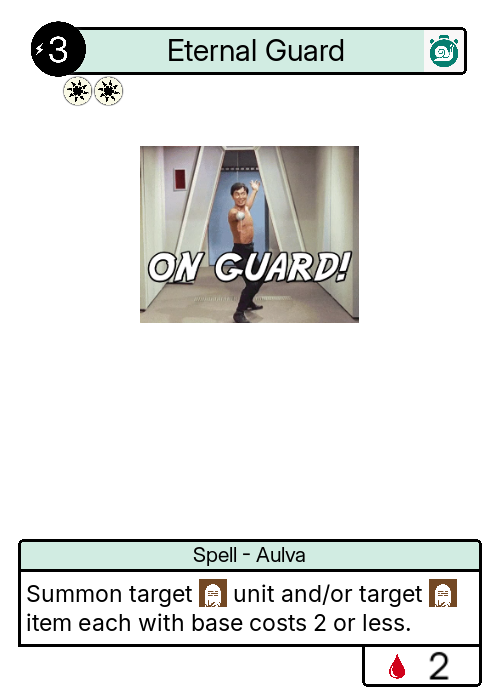 3
Eternal Guard
ON GUARD!
Spell - Aulva
Summon target unit and/or target
item each with base costs 2 or less.
2